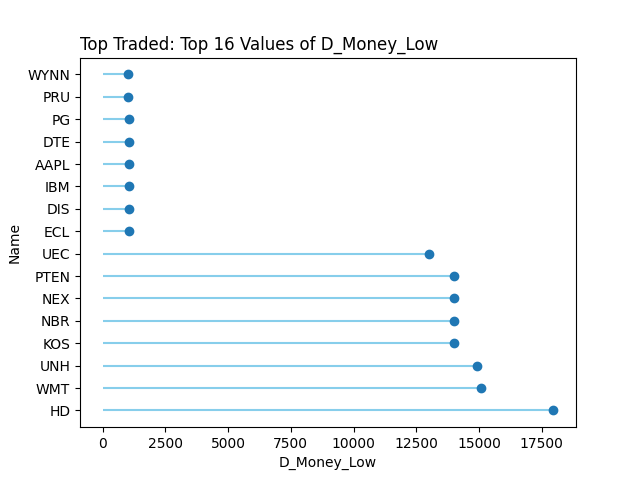 Top Traded: Top 16 Values of D_Money_Low
WYNN
PRU
PG
DTE
AAPL
IBM
DIS
ECL
UEC
PTEN
NEX
NBR
KOS
UNH
WMT
HD
Name
0 2500 5000 7500 10000 12500 15000 17500
D_Money_Low